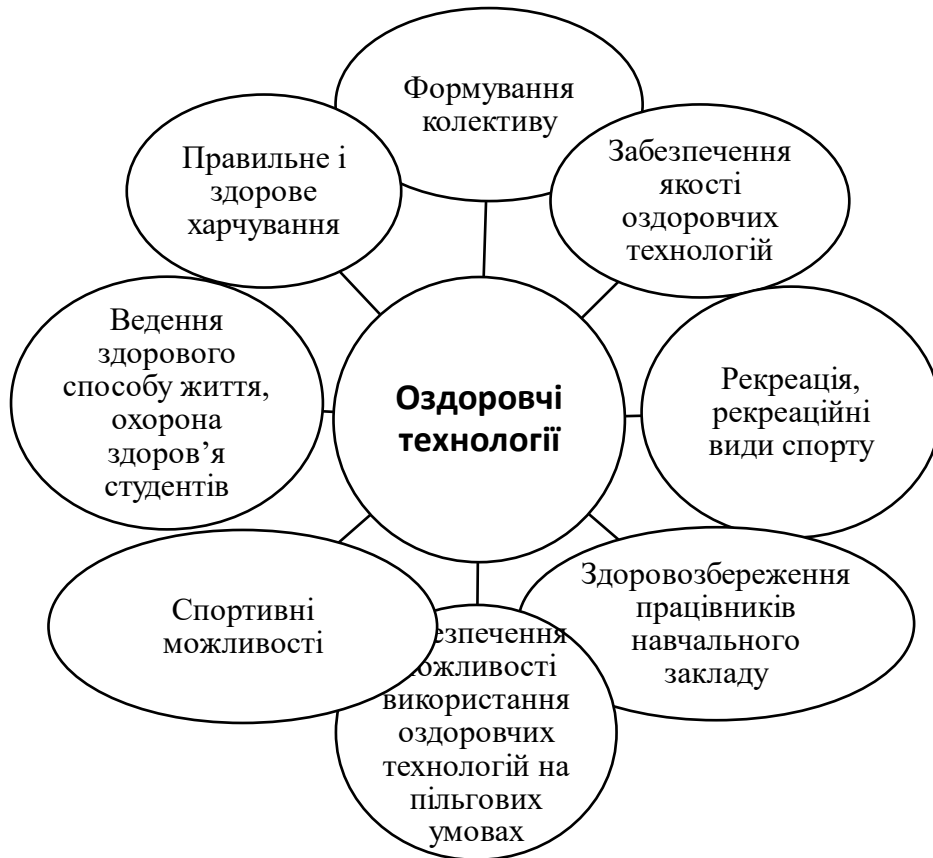 Формування
колективу
Забезпечення
якості
оздоровчих
технологій
Рекреація,
рекреаційні
види спорту
Здоровозбереження
працівників
навчального
закладу
використання
оздоровчих
технологій на
пільгових
умовах
Спортивні
можливості
Ведення
здорового
способу життя,
охорона
здоров’я
студентів
Правильне і
здорове
харчування
Оздоровчі
технології